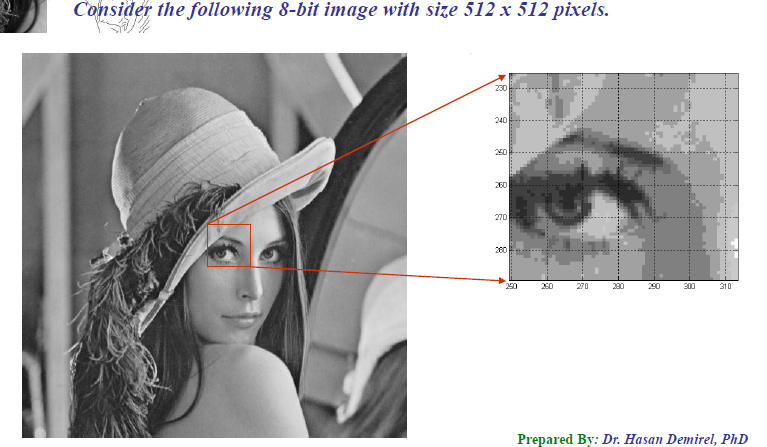 Consider the following 8-bit image with size 512 x 512 pixels.
230
240
250
260
270
280
250 260 270 280 290 300 310
Prepared By: Dr. Hasan Demirel, PhD